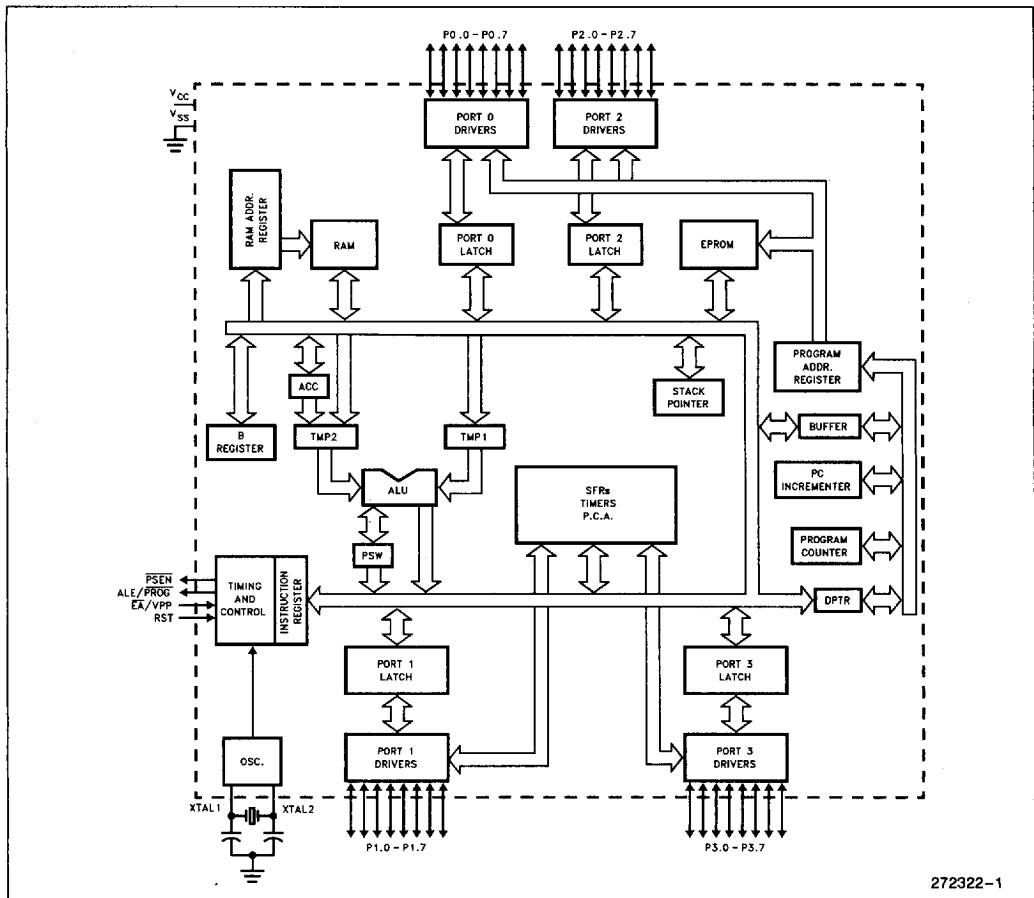 P0.0 – P0.7
P2.0 – P2.7
VCC
VSS
PORT 0
DRIVERS
PORT 2
DRIVERS
RAM ADDR.
REGISTER
RAM
PORT 0
LATCH
PORT 2
LATCH
EPROM
PROGRAM
ADDR.
REGISTER
ACC
STACK
POINTER
B
REGISTER
TMP2
TMP1
BUFFER
ALU
SFRs
TIMERS
P.C.A.
PC
INCREMENTER
PSW
PROGRAM
COUNTER
PSEN
ALE/PROG
EA/VPP
RST
TIMING
AND
CONTROL
INSTRUCTION
REGISTER
DPTR
PORT 1
LATCH
PORT 3
LATCH
OSC.
PORT 1
DRIVERS
PORT 3
DRIVERS
XTAL1
XTAL2
P1.0 – P1.7
P3.0 – P3.7
272322-1